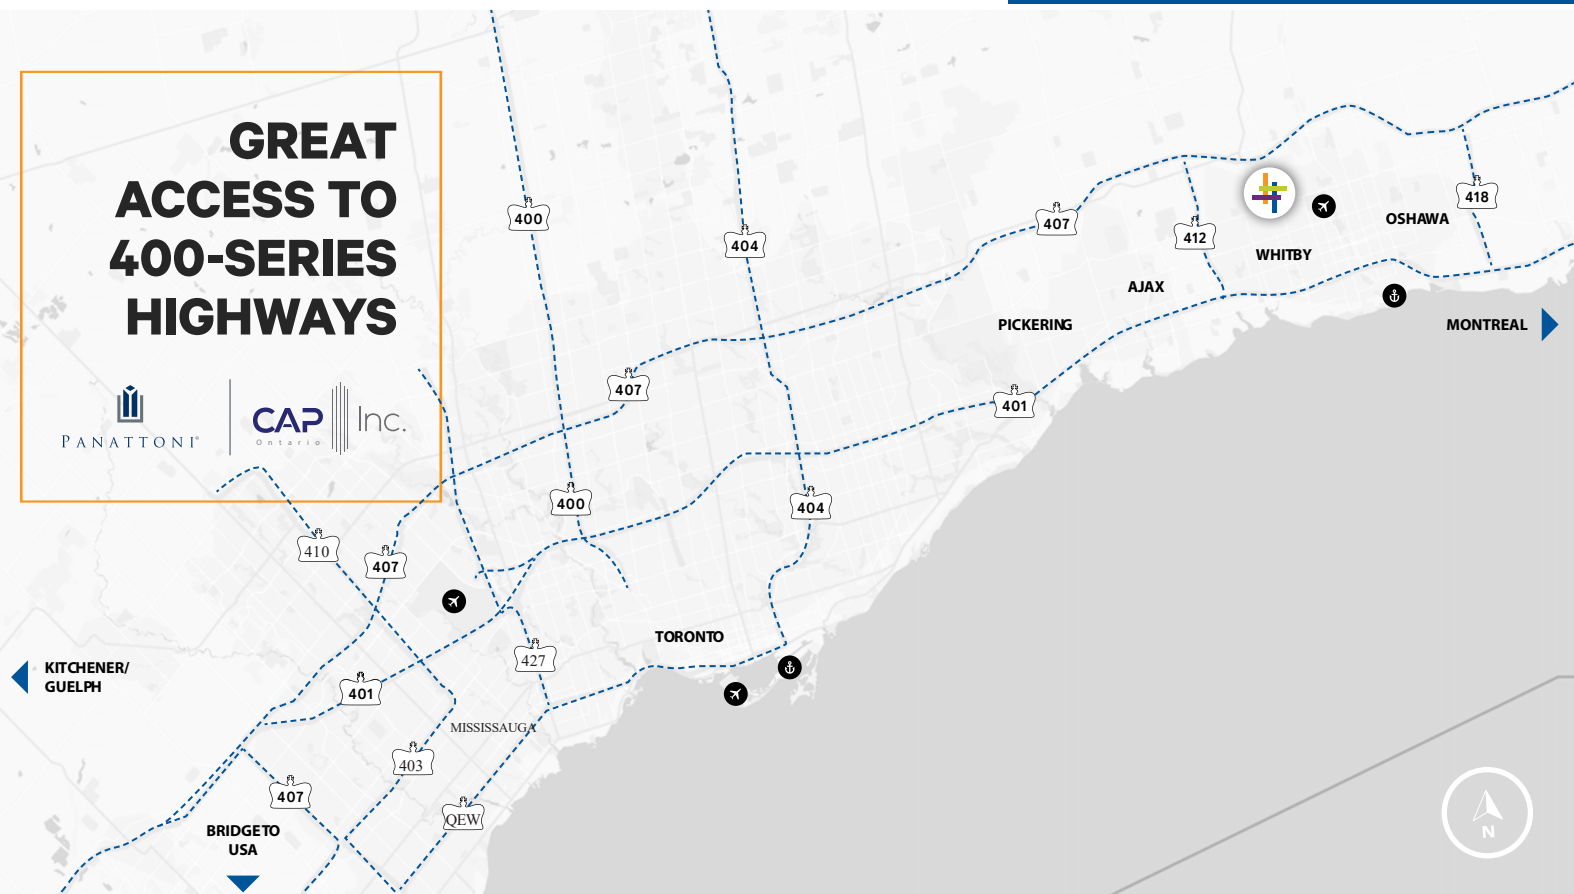 GREAT
ACCESS TO
400-SERIES
HIGHWAYS
PANATTONI®
CAP Inc.
Ontario
400
404
407
412
418
OSHAWA
WHITBY
AJAX
PICKERING
MONTREAL
407
401
400
404
410
407
TORONTO
427
KITCHENER/
GUELPH
401
MISSISSAUGA
403
407
QEW
BRIDGE TO
USA
N